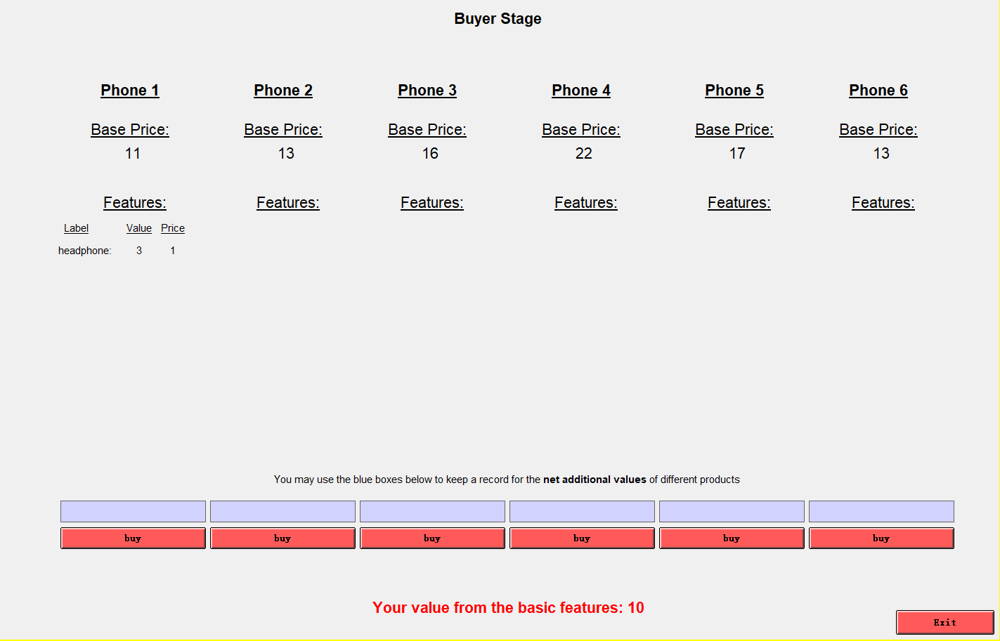 Buyer Stage
Phone 1 Phone 2 Phone 3 Phone 4 Phone 5 Phone 6
Base Price: Base Price: Base Price: Base Price: Base Price: Base Price:
11 13 16 22 17 13
Features: Features: Features: Features: Features: Features:
Label Value Price
headphone: 3 1
You may use the blue boxes below to keep a record for the net additional values of different products
buy buy buy buy buy buy
Your value from the basic features: 10
Exit